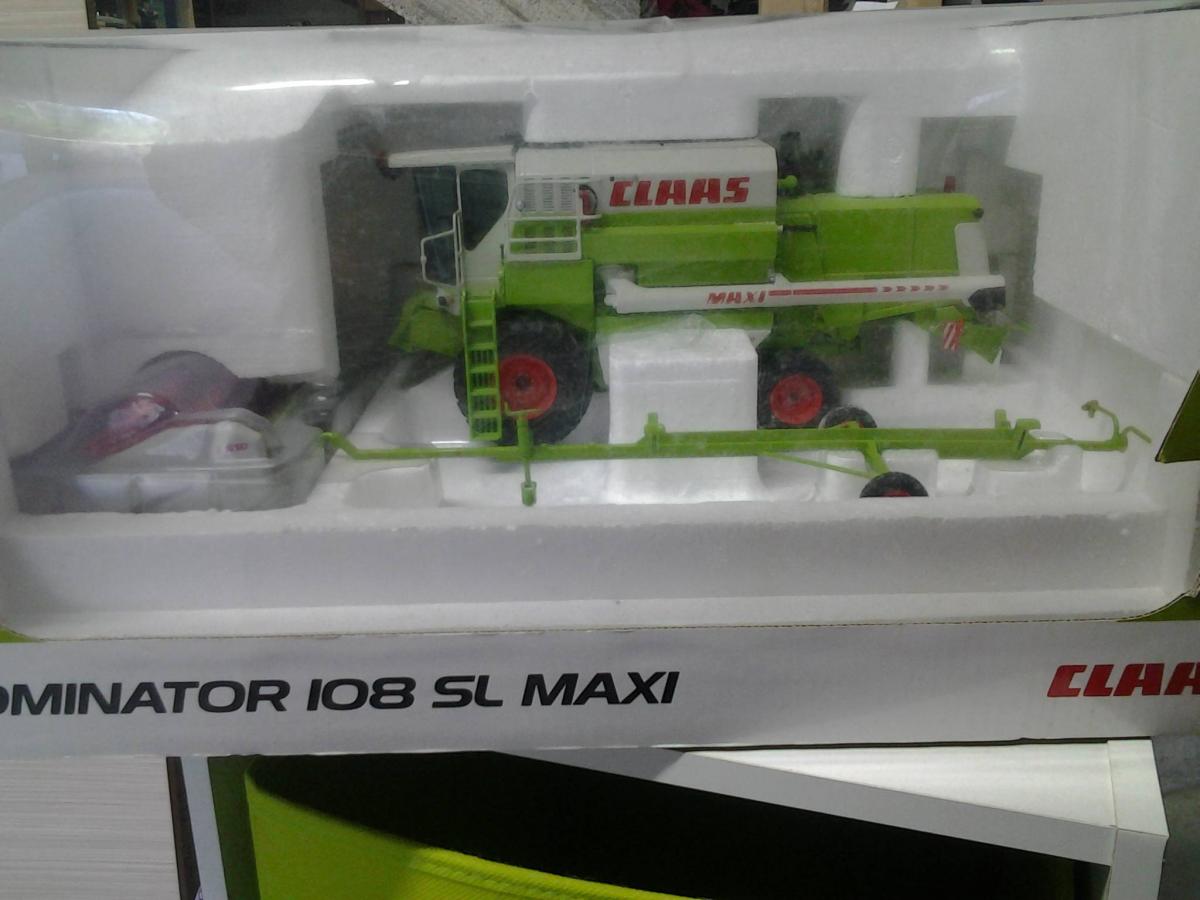 CLAAS
MAXI
OMINATOR 108 SL MAXI
CLAA